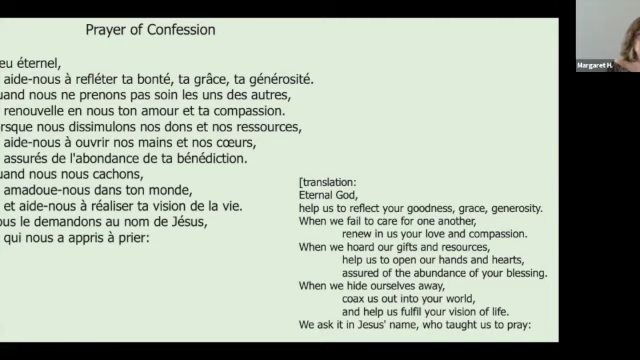 Prayer of Confession
eu éternel,
aide-nous à refléter ta bonté, ta grâce, ta générosité.
uand nous ne prenons pas soin les uns des autres,
renouvelle en nous ton amour et ta compassion.
rsque nous dissimulons nos dons et nos ressources,
aide-nous à ouvrir nos mains et nos cœurs,
assurés de l'abondance de ta bénédiction.
uand nous nous cachons,
amadoue-nous dans ton monde,
et aide-nous à réaliser ta vision de la vie.
ous le demandons au nom de Jésus,
qui nous a appris à prier:
[translation:
Eternal God,
help us to reflect your goodness, grace, generosity.
When we fail to care for one another,
renew in us your love and compassion.
When we hoard our gifts and resources,
help us to open our hands and hearts,
assured of the abundance of your blessing.
When we hide ourselves away,
coax us out into your world,
and help us fulfil your vision of life.
We ask it in Jesus' name, who taught us to pray:
Margaret H.